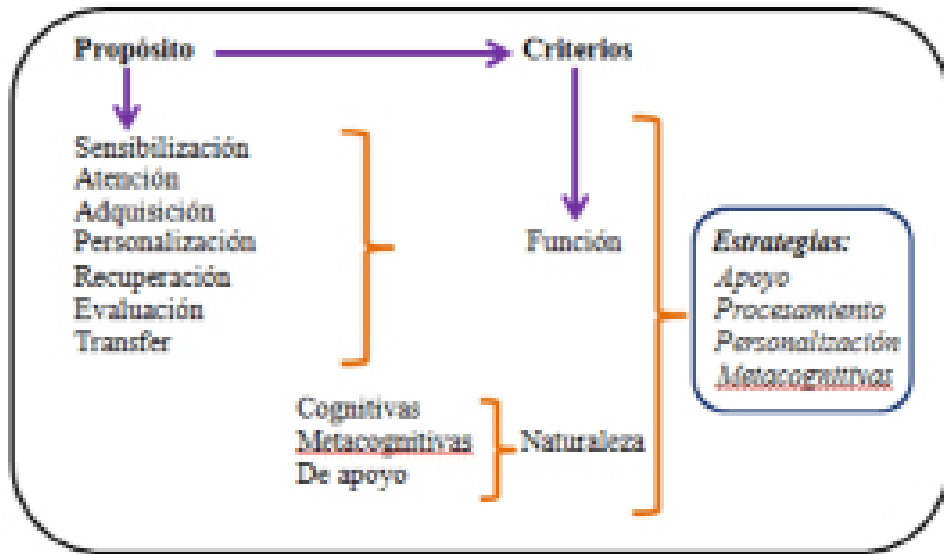 Propósito
Criterios
Sensibilización
Atención
Adquisición
Personalización
Recuperación
Evaluación
Transfer
Función
Cognitivas
Metacognitivas
De apoyo
Naturaleza
Estrategias:
Apoyo
Procesamiento
Personalización
Metacognitivas